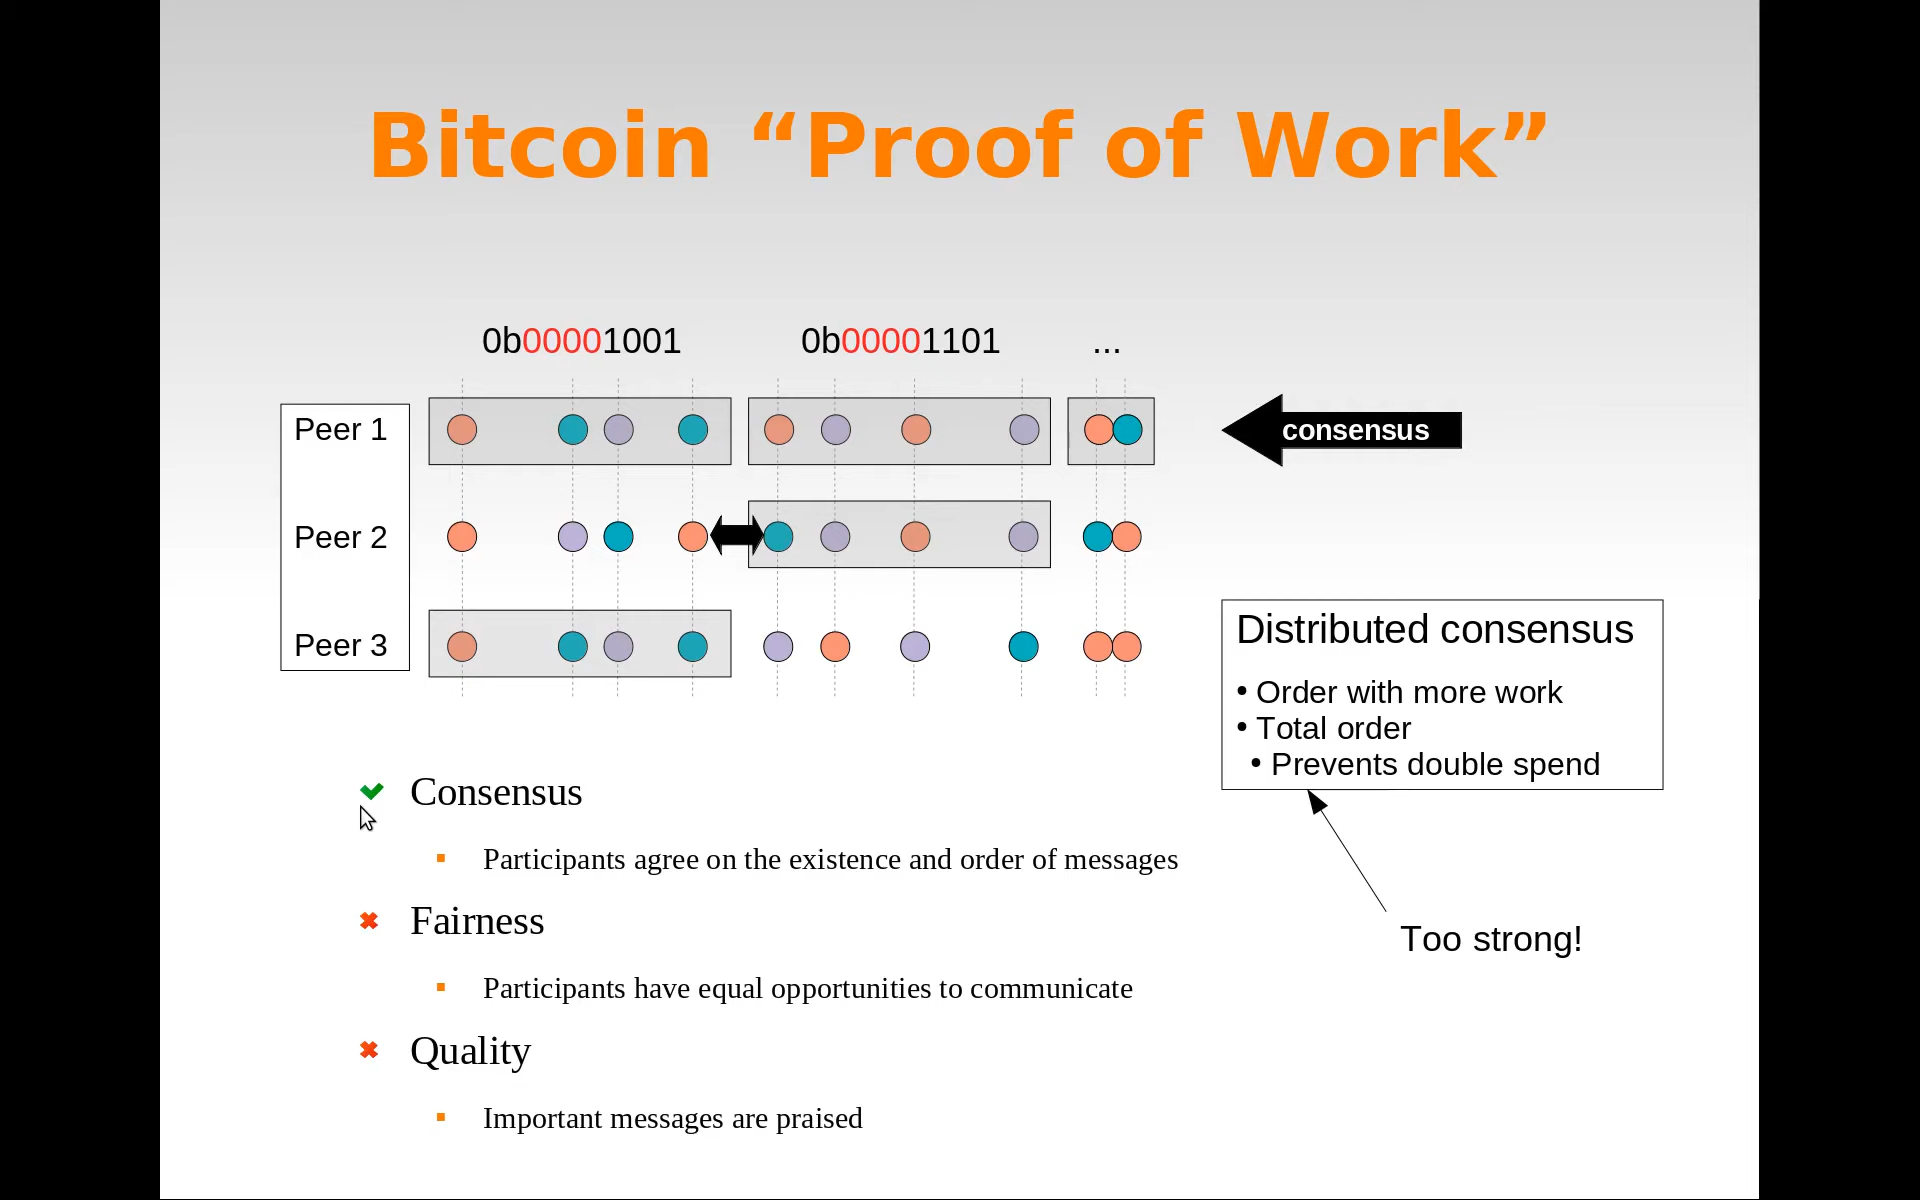 Bitcoin “Proof of Work”
0b00001001 0b00001101 ...
Peer 1
consensus
Peer 2
Peer 3
Distributed consensus
• Order with more work
• Total order
• Prevents double spend
Too strong!
Consensus
Participants agree on the existence and order of messages
Fairness
Participants have equal opportunities to communicate
Quality
Important messages are praised